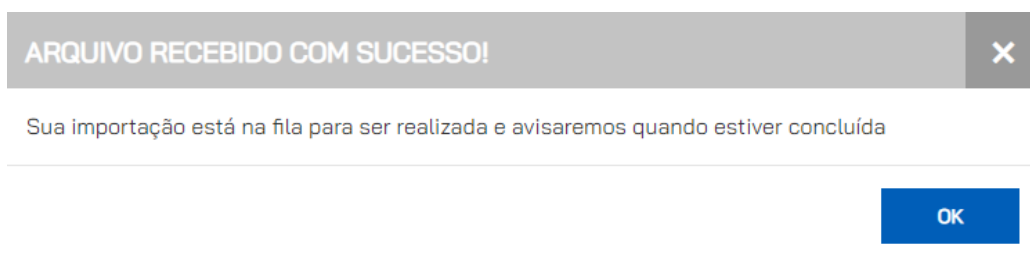 ARQUIVO RECEBIDO COM SUCESSO!
Sua importação está na fila para ser realizada e avisaremos quando estiver concluída
OK